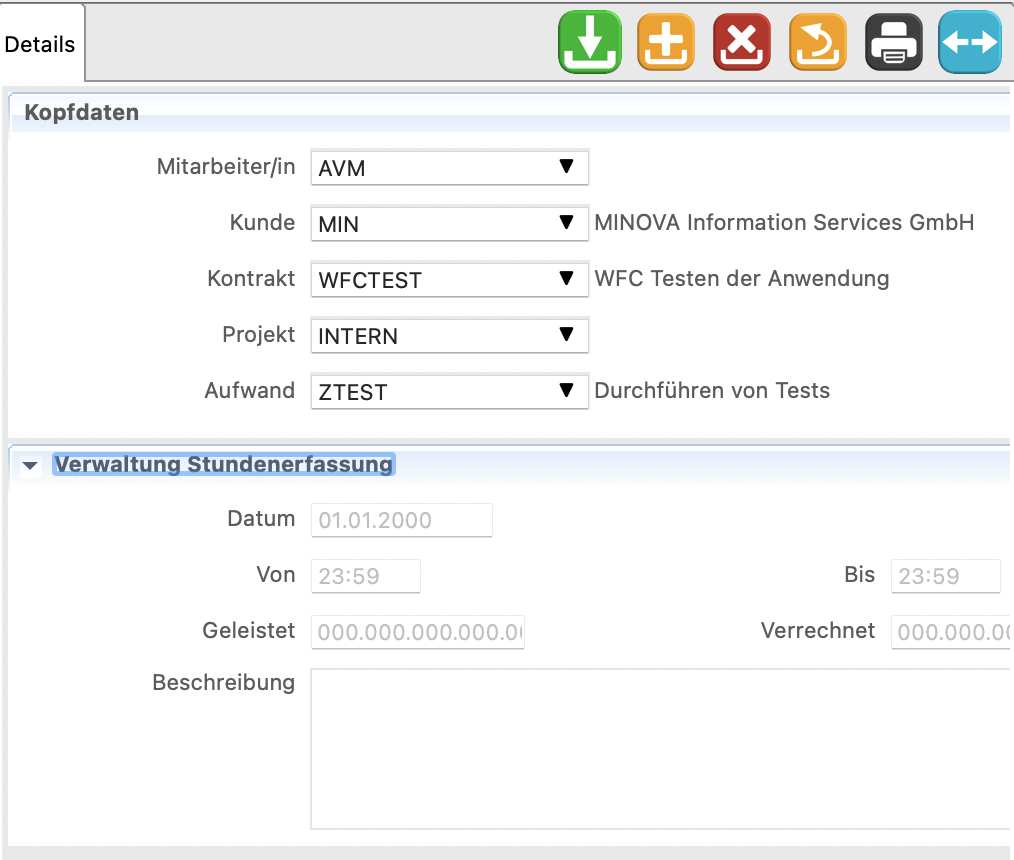 Details
Kopfdaten
Mitarbeiter/in AVM
Kunde MIN MINOVA Information Services GmbH
Kontrakt WFCTEST WFC Testen der Anwendung
Projekt INTERN
Aufwand ZTEST Durchführen von Tests
Verwaltung Stundenerfassung
Datum 01.01.2000
Von 23:59 Bis 23:59
Geleistet 000.000.000.000.0 Verrechnet 000.000.0
Beschreibung